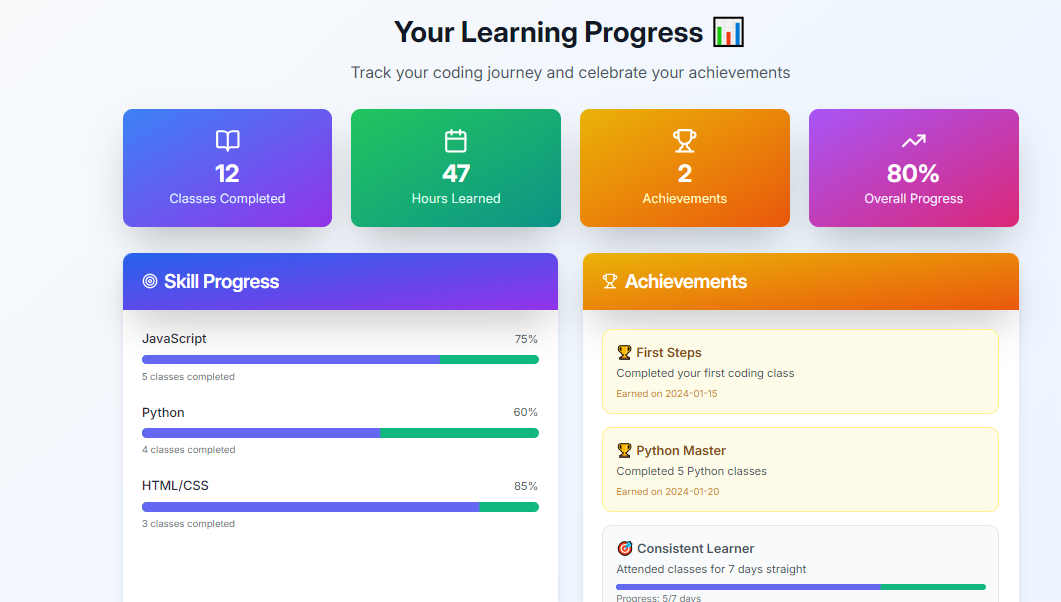 Your Learning Progress 📊
Track your coding journey and celebrate your achievements
12
Classes Completed
47
Hours Learned
2
Achievements
80%
Overall Progress
Skill Progress
JavaScript 75%
5 classes completed
Python 60%
4 classes completed
HTML/CSS 85%
3 classes completed
Achievements
🏆 First Steps
Completed your first coding class
Earned on 2024-01-15
🏆 Python Master
Completed 5 Python classes
Earned on 2024-01-20
🎯 Consistent Learner
Attended classes for 7 days straight
Progress: 5/7 days